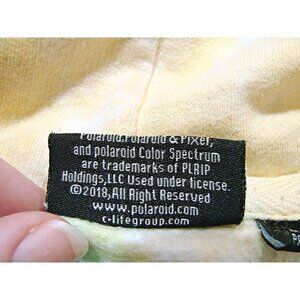 Polaroid,Polaroid & Pixel,
and polaroid Color Spectrum
are trademarks of PLRIP
Holdings,LLC Used under license.
©2018,All Right Reserved
www.polaroid.com
c-lifegroup.com